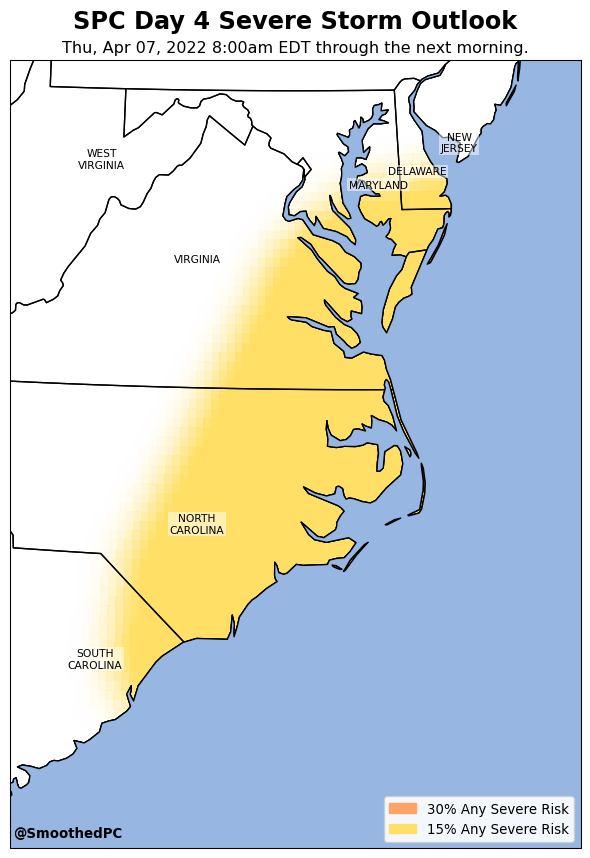 SPC Day 4 Severe Storm Outlook
Thu, Apr 07, 2022 8:00am EDT through the next morning.
NEW
JERSEY
WEST
VIRGINIA
DELAWARE
MARYLAND
VIRGINIA
NORTH
CAROLINA
SOUTH
CAROLINA
30% Any Severe Risk
15% Any Severe Risk
@SmoothedPC